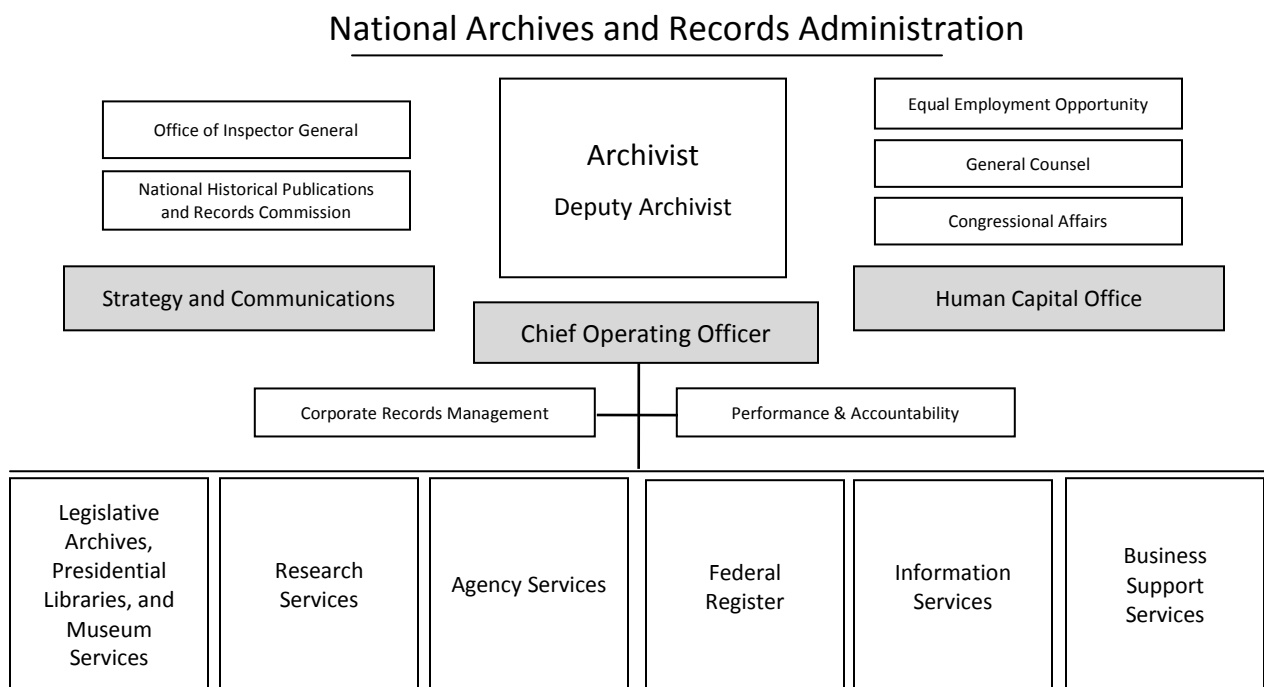 National Archives and Records Administration
Office of Inspector General
National Historical Publications
and Records Commission
Strategy and Communications
Archivist
Deputy Archivist
Equal Employment Opportunity
General Counsel
Congressional Affairs
Human Capital Office
Chief Operating Officer
Corporate Records Management
Performance & Accountability
Legislative
Archives,
Presidential
Libraries, and
Museum
Services
Research
Services
Agency Services
Federal
Register
Information
Services
Business
Support
Services